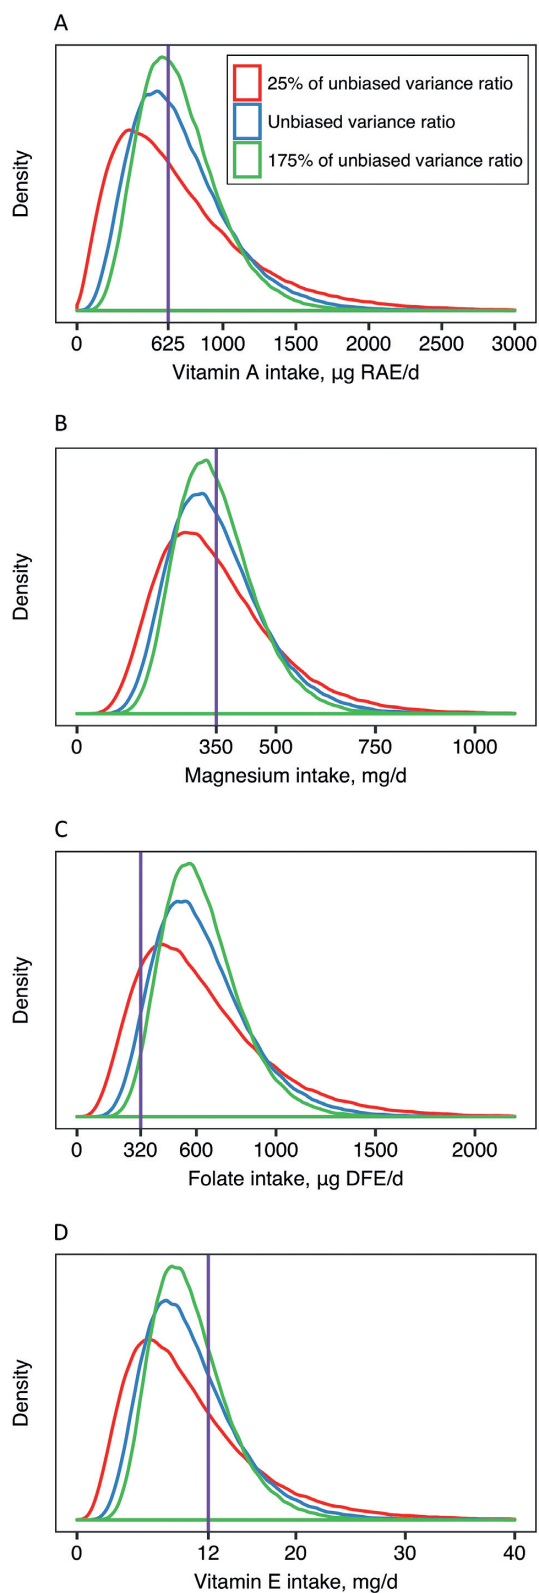 A
25% of unbiased variance ratio
Unbiased variance ratio
175% of unbiased variance ratio
Density
0 625 1000 1500 2000 2500 3000
Vitamin A intake, µg RAE/d
B
Density
0 350 500 750 1000
Magnesium intake, mg/d
C
Density
0 320 600 1000 1500 2000
Folate intake, µg DFE/d
D
Density
0 12 20 30 40
Vitamin E intake, mg/d